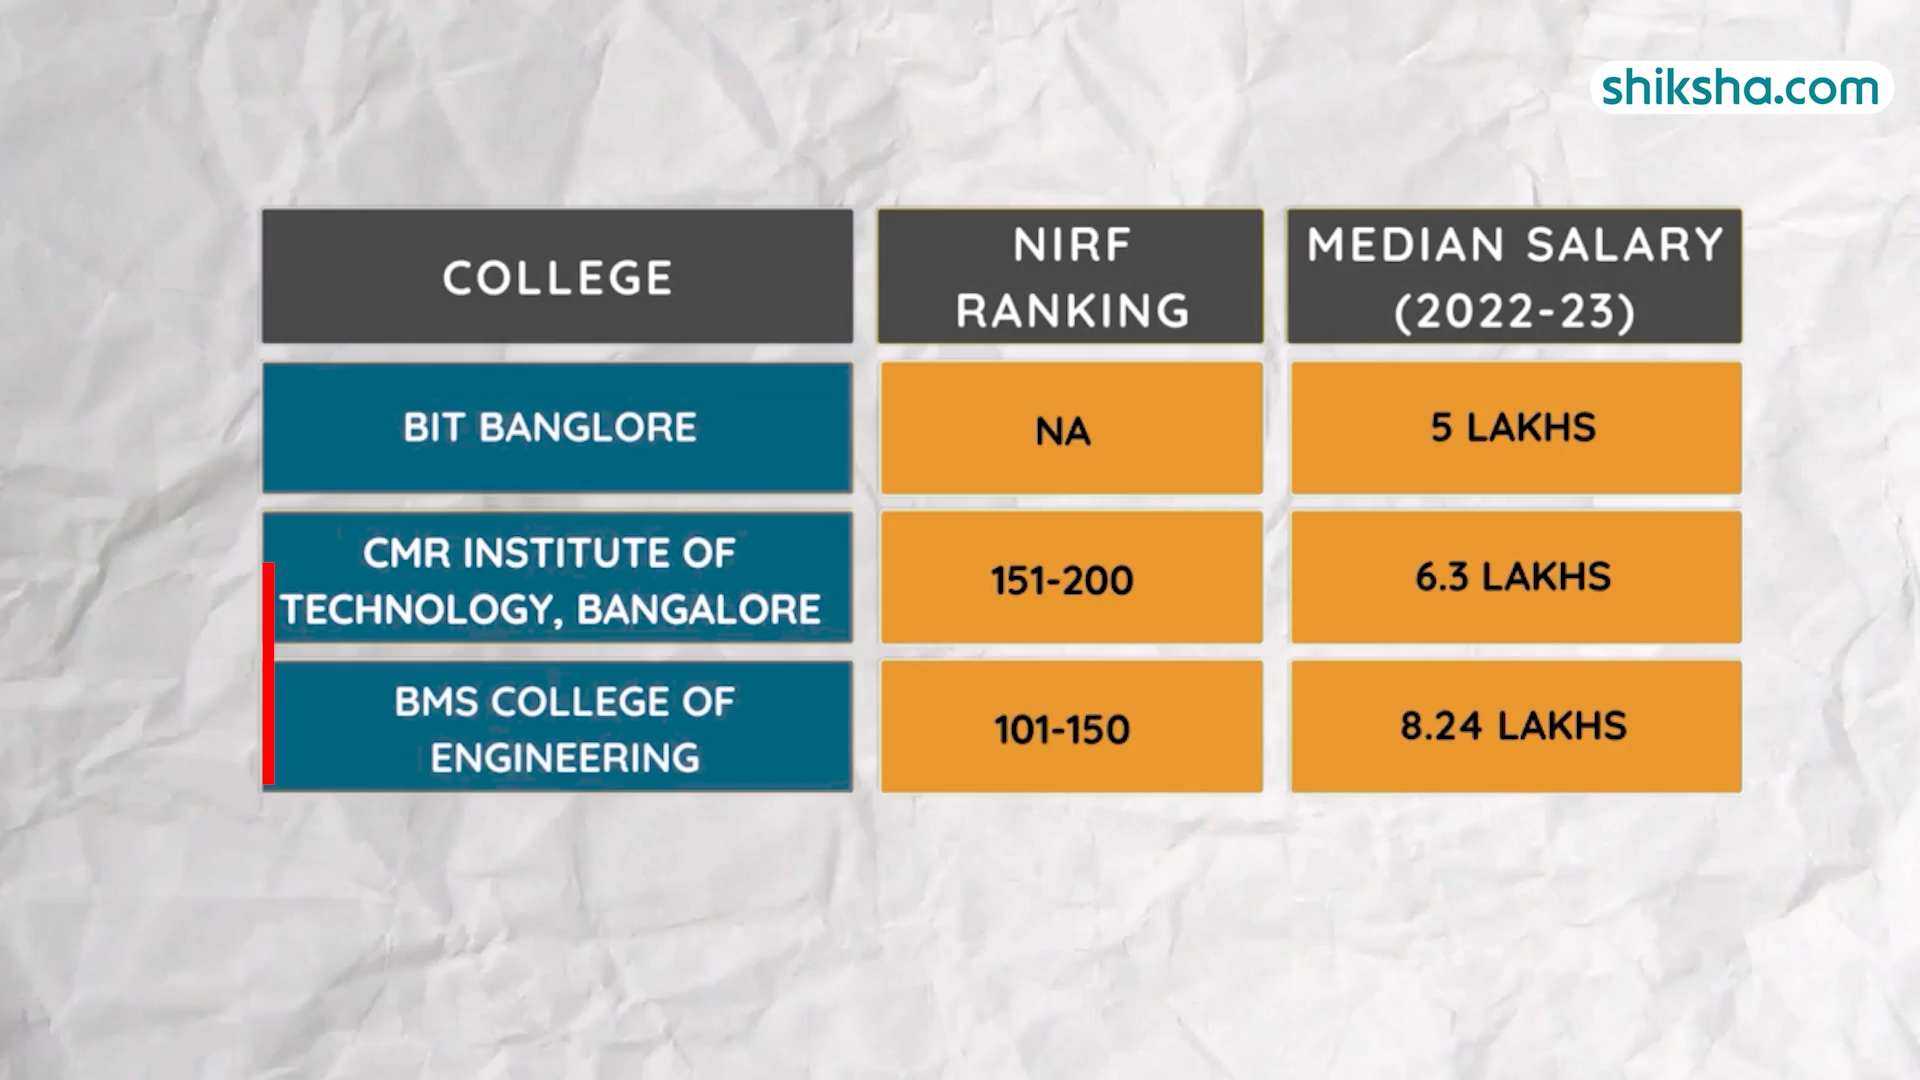 shiksha.com
COLLEGE
NIRF
RANKING
MEDIAN SALARY
(2022-23)
BIT BANGLORE
NA
5 LAKHS
CMR INSTITUTE OF
TECHNOLOGY, BANGALORE
151-200
6.3 LAKHS
BMS COLLEGE OF
ENGINEERING
101-150
8.24 LAKHS